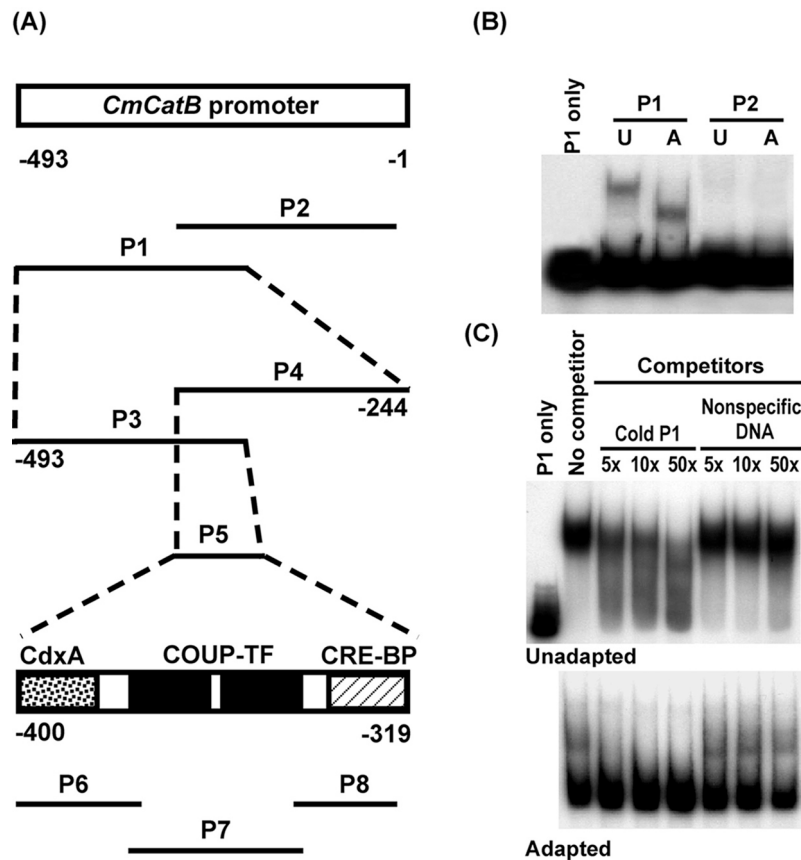 (A)
CmCatB promoter
-493 -1
P2
P1
P4
-244
P3
-493
P5
CdxA COUP-TF CRE-BP
-400 -319
P6 P8
P7
(B)
P1 only
P1 P2
U A U A
(C)
P1 only
No competitor
Competitors
Cold P1
Nonspecific
DNA
5x 10x 50x 5x 10x 50x
Unadapted
Adapted